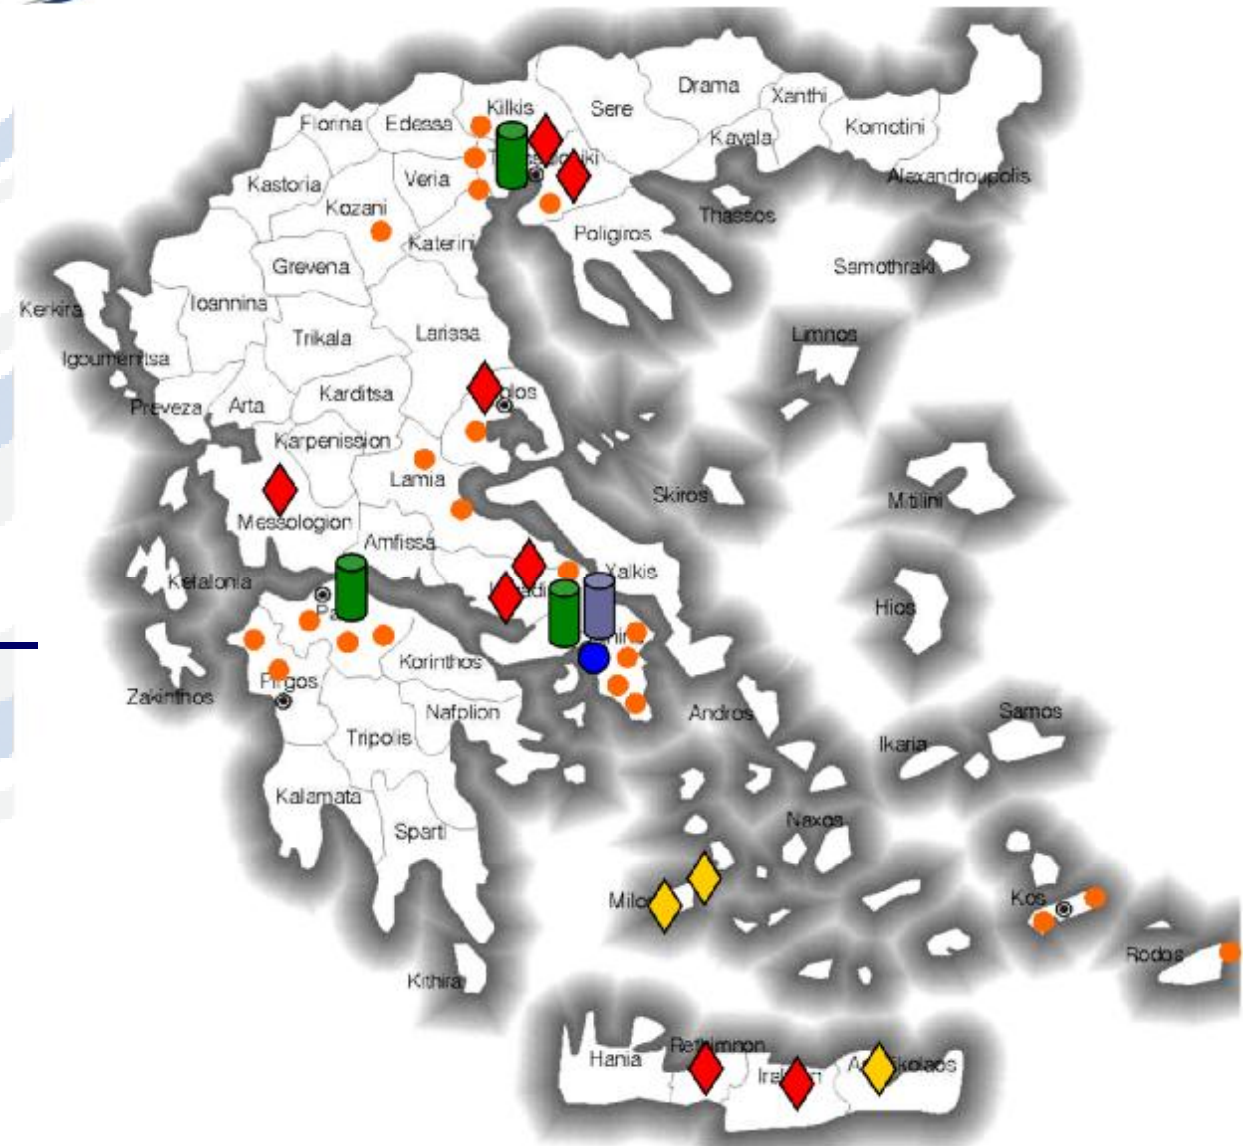 Drama
Xanthi
Kilkis
Sere
Florina
Edessa
Komotini
Kavala
Veria
Alexandroupolis
Kastoria
Kozani
Thassos
Poligiros
Katerini
Grevena
Samothraki
Ioannina
Kerkira
Trikala
Larissa
Limnos
Igoumenitsa
Karditsa
Preveza
Arta
Karpenission
Lamia
Skiros
Mitilini
Messologion
Amfissa
Xalkis
Kefalonia
Hios
Korinthos
Pirgos
Zakinthos
Nafplion
Andros
Samos
Tripolis
Ikaria
Kalamata
Naxos
Sparti
Kos
Rodos
Kithira
Rethimnon
Hania